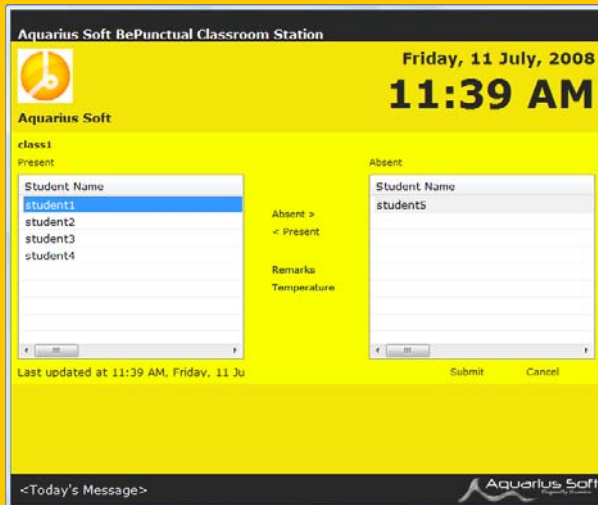 Aquarius Soft BePunctual Classroom Station
Friday, 11 July, 2008
11:39 AM
Aquarius Soft
class1
Present
Absent
Student Name
student1
student2
student3
student4
Absent >
< Present
Remarks
Temperature
Student Name
student5
Last updated at 11:39 AM, Friday, 11 Ju
Submit
Cancel
<Today's Message>
Aquarius Soft